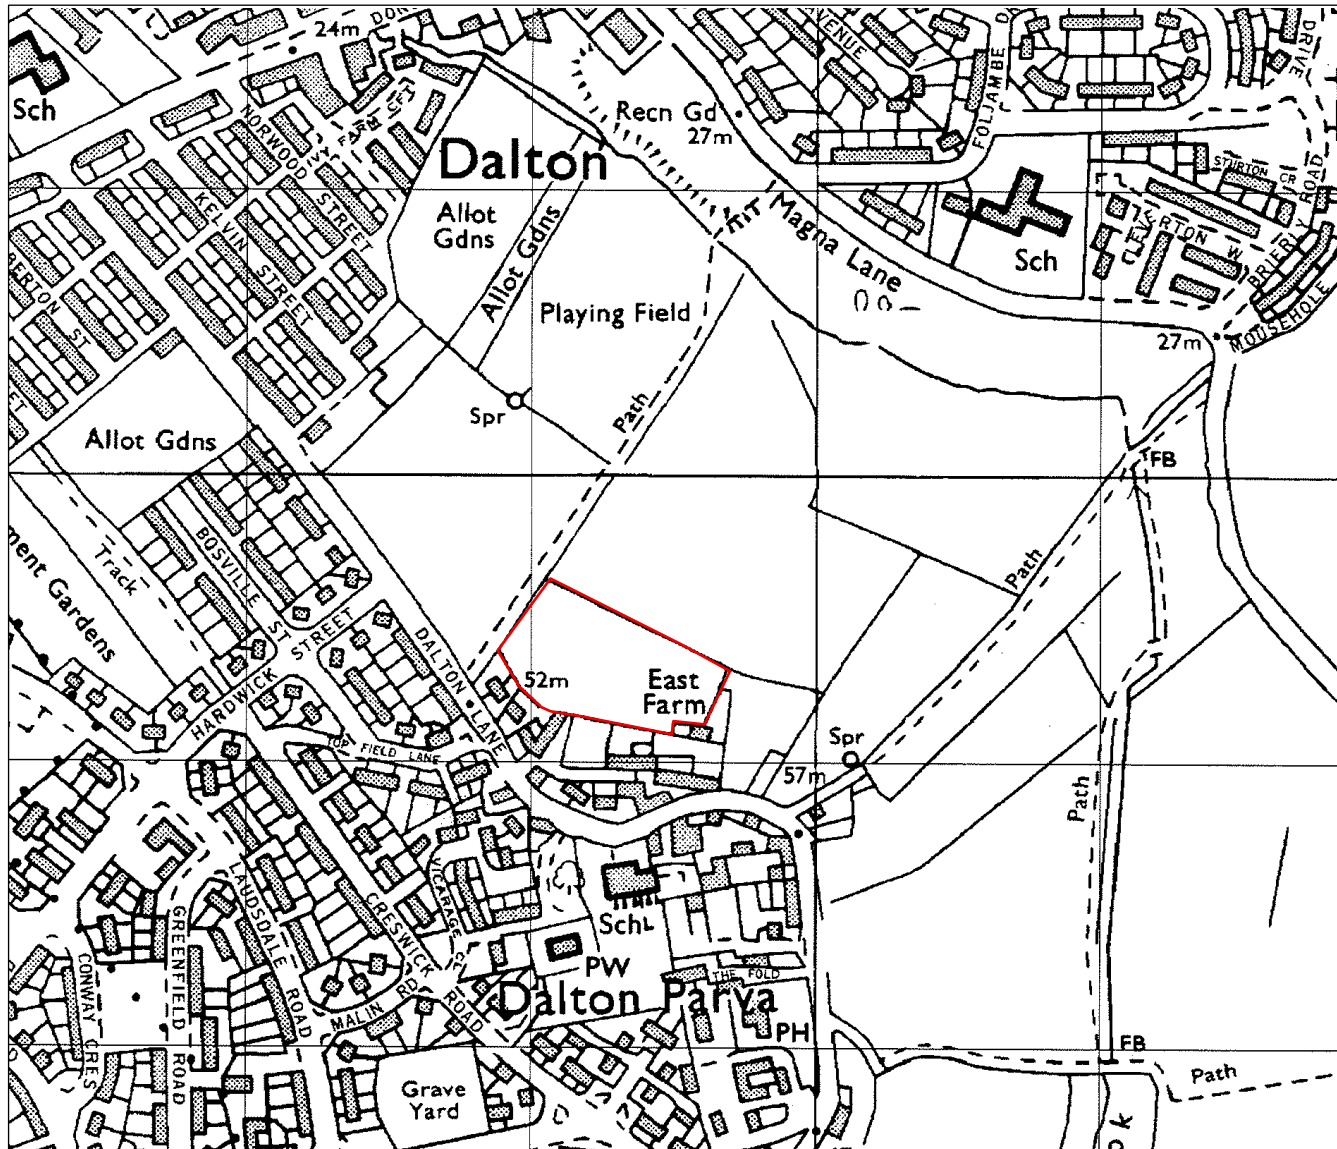 24m
DRIVE
Sch
Recn Gd
27m
AVENUE
FOLJAMBE
NORWOOD STREET
IVY FARM CFT
Dalton
STURTON
Allot
Gdns
Allot Gdns
KELVIN STREET
Magna Lane
Sch
BRIERLY ROAD
Playing Field
27m
MOUSEHOLE
Path
Spr
Allot Gdns
FB
Track
BOSVILLE ST
Path
ment Gardens
HARDWICK STREET
DALTON LANE
52m
East
Farm
TOP FIELD LANE
Spr
57m
Path
VICARAGE
LAUDSDALE ROAD
CRESWICK ROAD
GREENFIELD ROAD
CONWAY CRES
Sch
PW
THE FOLD
Dalton Parva
MALIN RD
PH
FB
Path
Grave
Yard